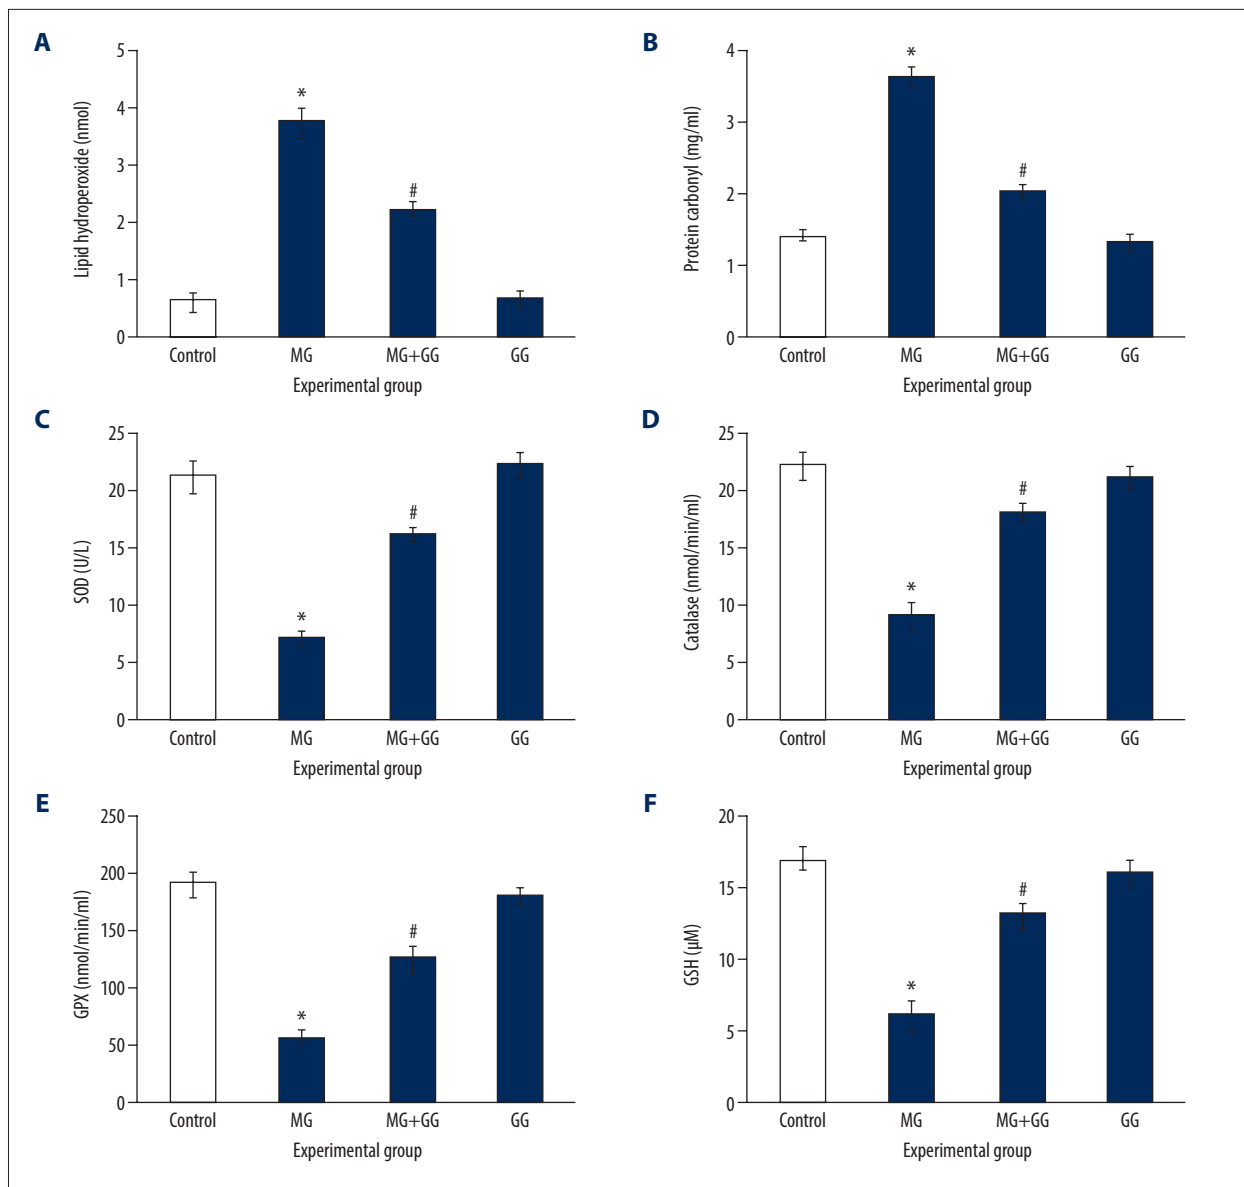 A
Lipid hydroperoxide (nmol)
5
4
3
2
1
0
*
#
Control MG MG+GG GG
Experimental group
B
Protein carbonyl (mg/ml)
4
3
2
1
0
*
#
Control MG MG+GG GG
Experimental group
C
SOD (U/L)
25
20
15
10
5
0
*
#
Control MG MG+GG GG
Experimental group
D
Catalase (nmol/min/ml)
25
20
15
10
5
0
*
#
Control MG MG+GG GG
Experimental group
E
GPX (nmol/min/ml)
250
200
150
100
50
0
*
#
Control MG MG+GG GG
Experimental group
F
GSH (µM)
20
15
10
5
0
*
#
Control MG MG+GG GG
Experimental group